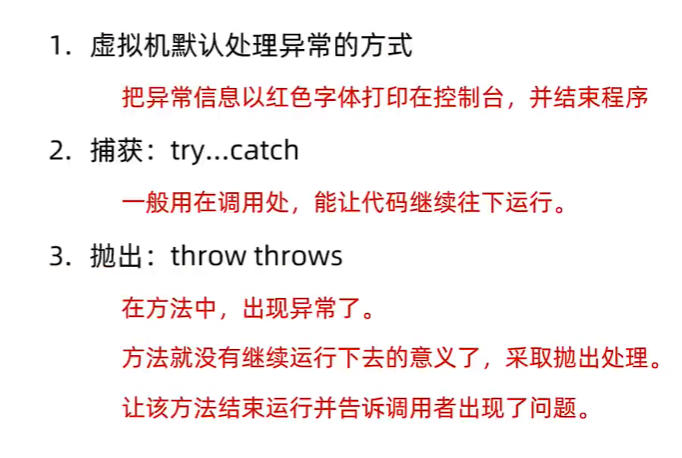 1. 虚拟机默认处理异常的方式
把异常信息以红色字体打印在控制台，并结束程序
2. 捕获：try...catch
一般用在调用处，能让代码继续往下运行。
3. 抛出：throw throws
在方法中，出现异常了。
方法就没有继续运行下去的意义了，采取抛出处理。
让该方法结束运行并告诉调用者出现了问题。